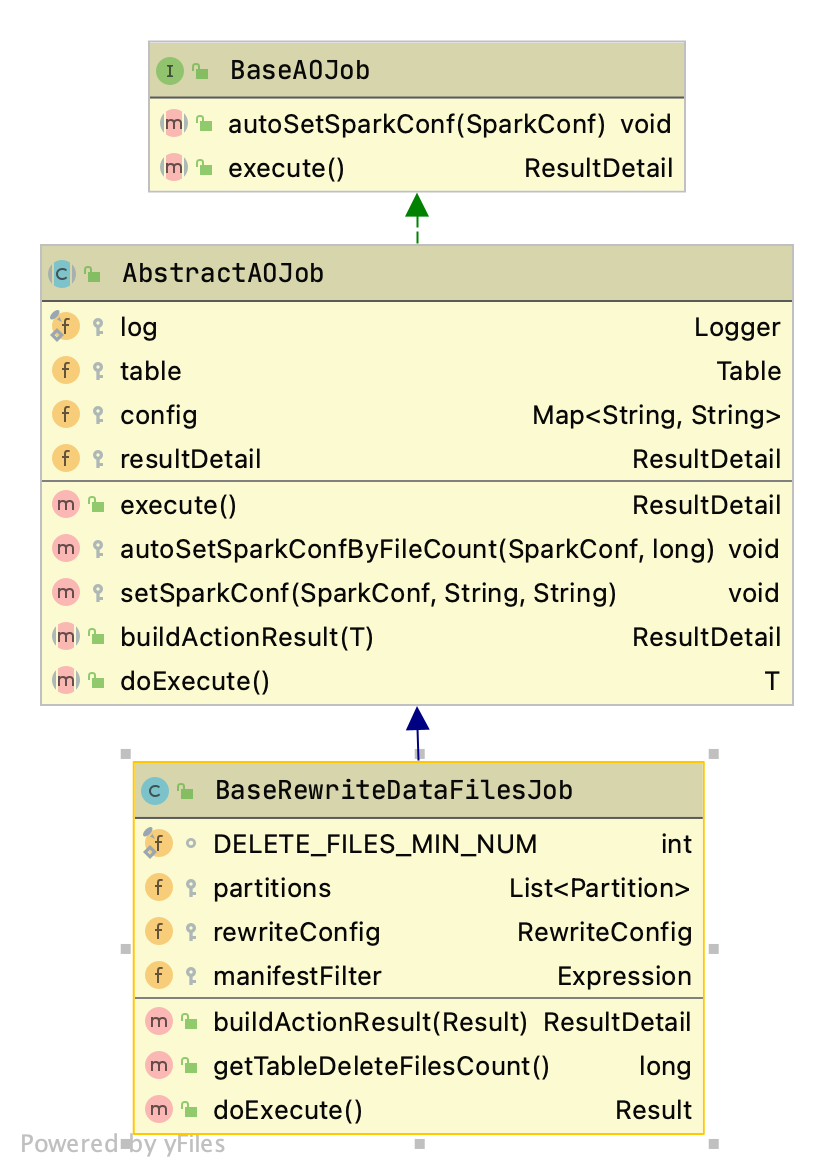 BaseAOJob
autoSetSparkConf(SparkConf) void
execute() ResultDetail
AbstractAOJob
log Logger
table Table
config Map<String, String>
resultDetail ResultDetail
execute() ResultDetail
autoSetSparkConfByFileCount(SparkConf, long) void
setSparkConf(SparkConf, String, String) void
buildActionResult(T) ResultDetail
doExecute() T
BaseRewriteDataFilesJob
DELETE_FILES_MIN_NUM int
partitions List<Partition>
rewriteConfig RewriteConfig
manifestFilter Expression
buildActionResult(Result) ResultDetail
getTableDeleteFilesCount() long
doExecute() Result
Powered by yFiles